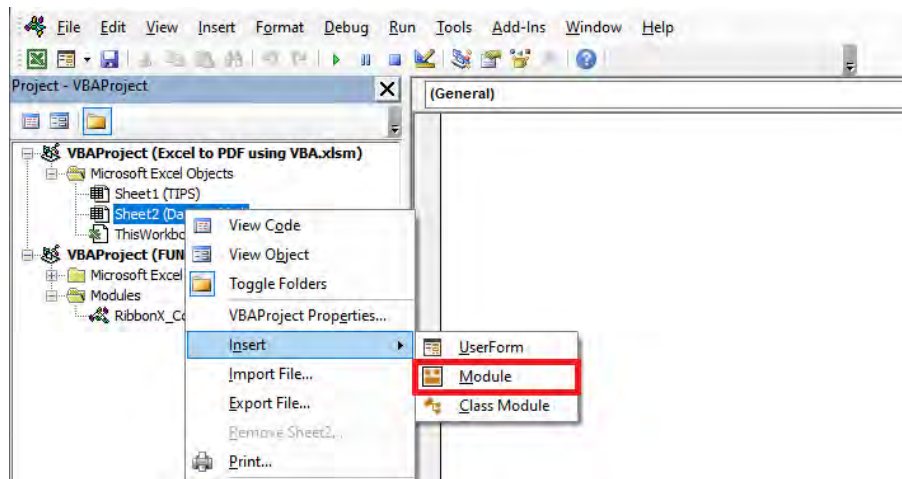 File Edit View Insert Format Debug Run Tools Add-Ins Window Help
Project - VBAProject
(General)
VBAProject (Excel to PDF using VBA.xlsm)
Microsoft Excel Objects
Sheet1 (TIPS)
Sheet2 (Da
View Code
ThisWorkbo
VBAProject (FUN
View Object
Microsoft Excel
Toggle Folders
Modules
RibbonX_Co
VBAProject Properties...
Insert
UserForm
Import File...
Module
Export File...
Class Module
Remove Sheet2...
Print...